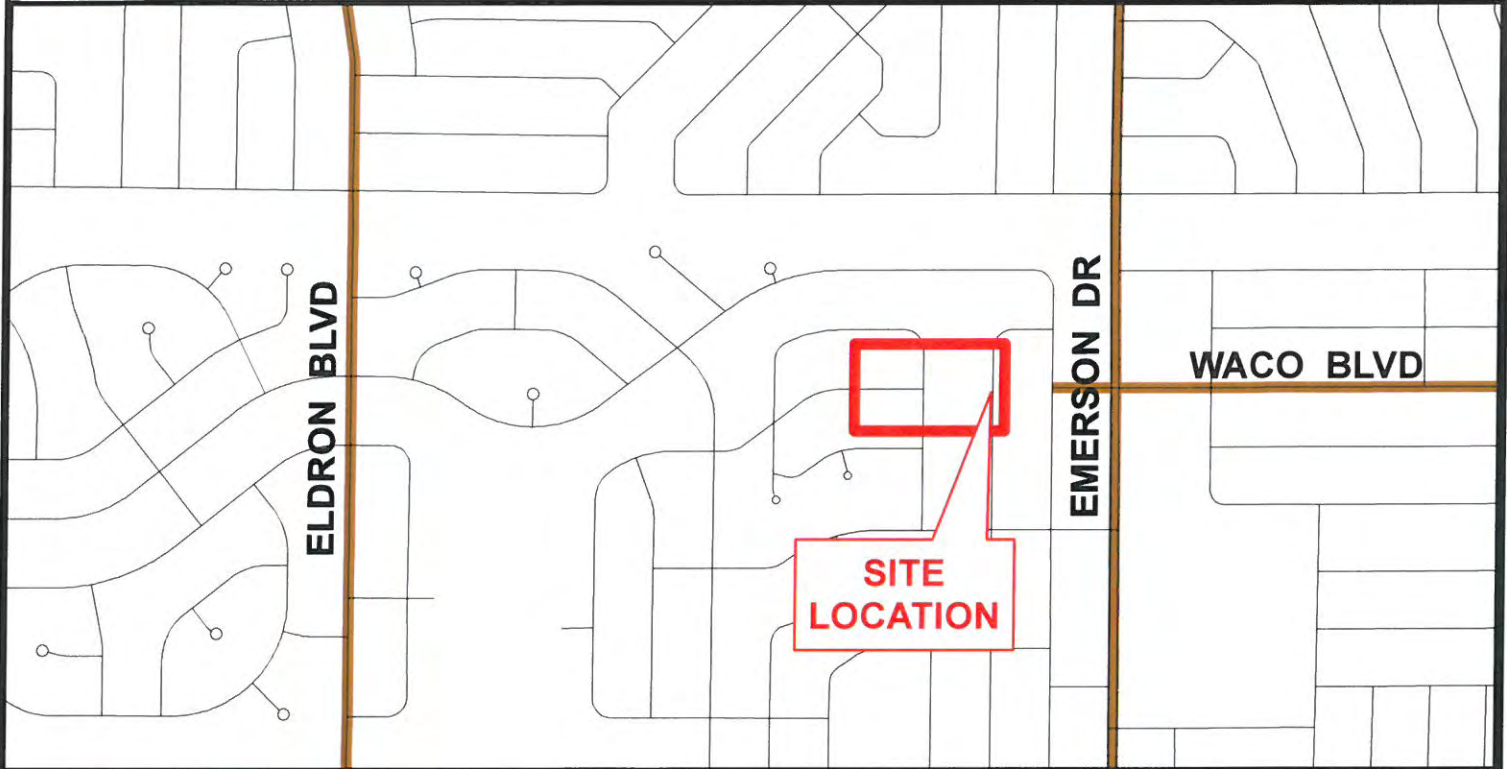 ELDRON BLVD
EMERSON DR
WACO BLVD
SITE
LOCATION